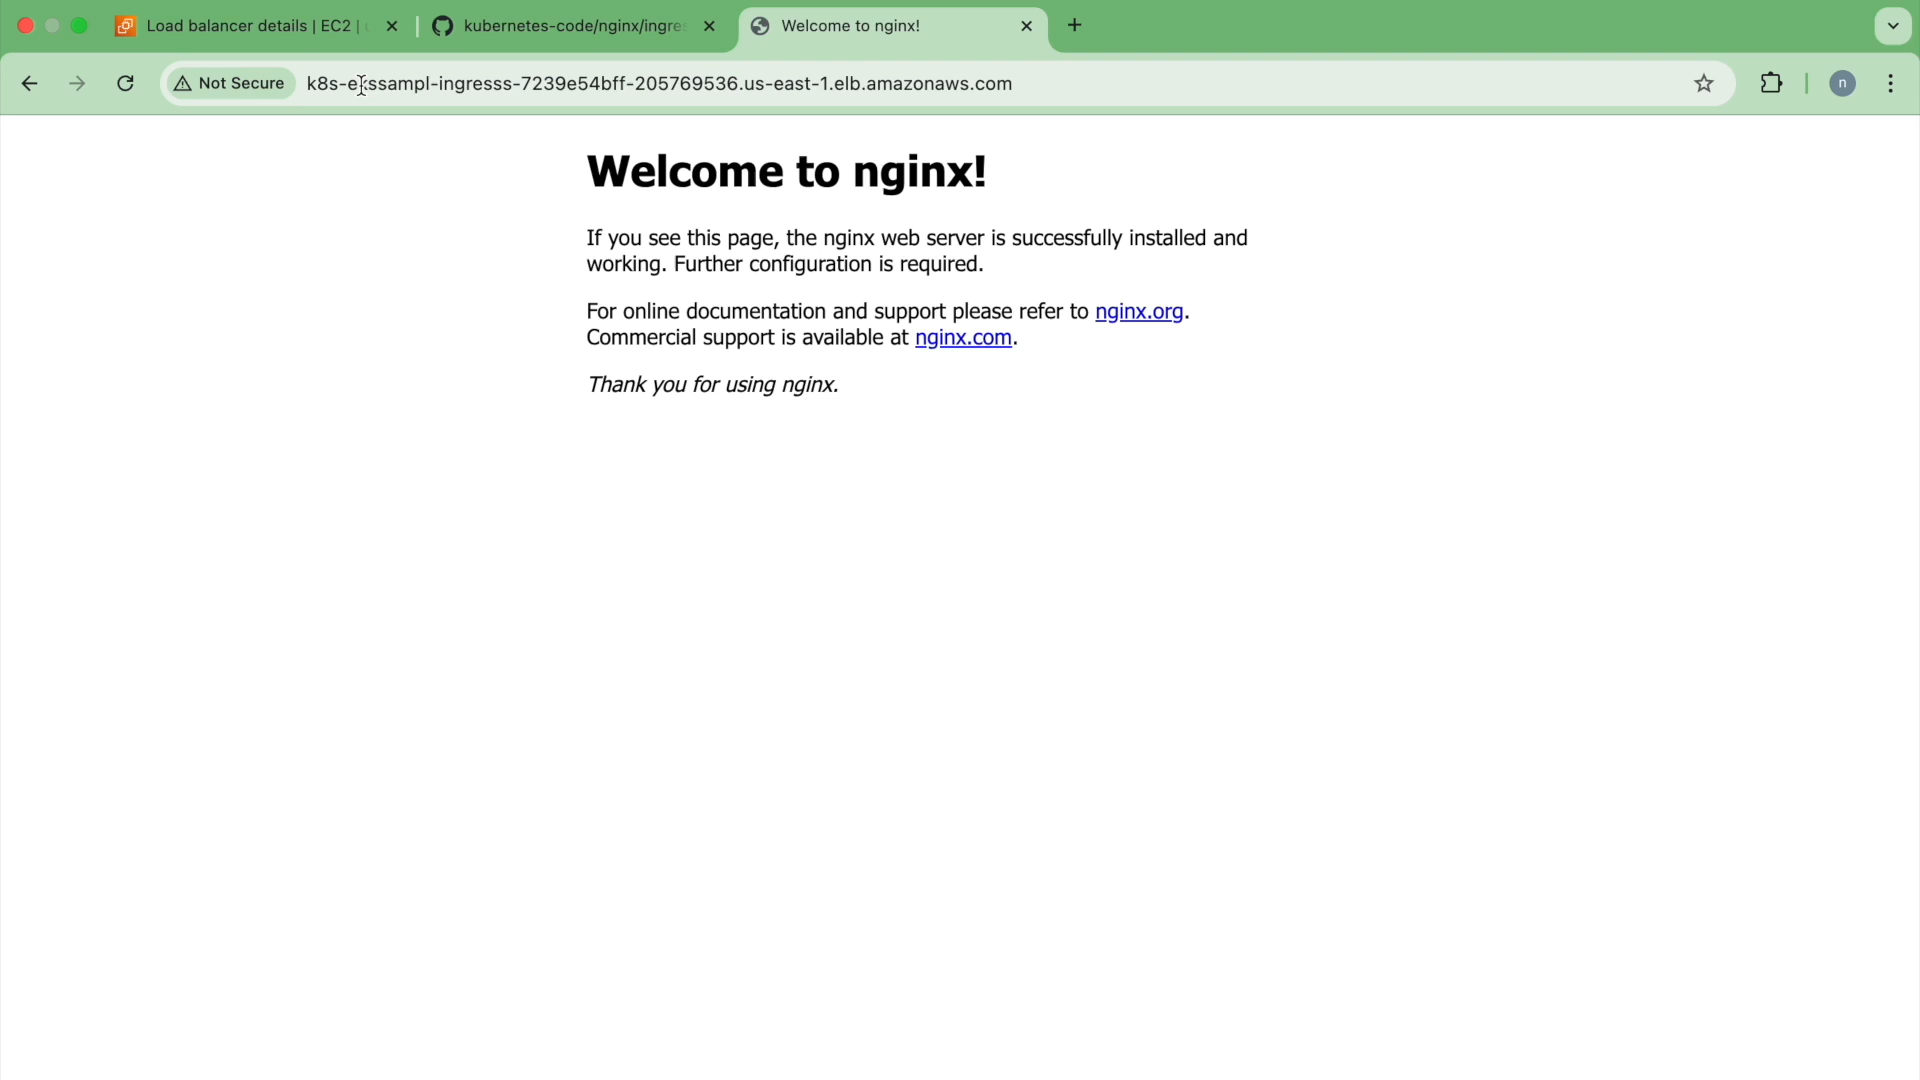 Load balancer details | EC2 |
kubernetes-code/nginx/ingres
Welcome to nginx!
Not Secure
k8s-ekssampl-ingresss-7239e54bff-205769536.us-east-1.elb.amazonaws.com
n
Welcome to nginx!
If you see this page, the nginx web server is successfully installed and
working. Further configuration is required.
For online documentation and support please refer to nginx.org.
Commercial support is available at nginx.com.
Thank you for using nginx.